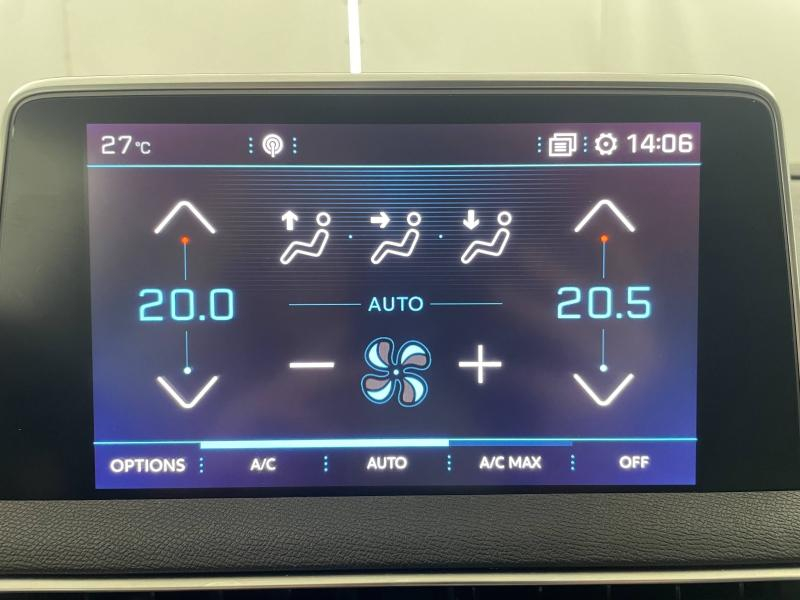 27°C 14:06
20.0 AUTO 20.5
OPTIONS A/C AUTO A/C MAX OFF